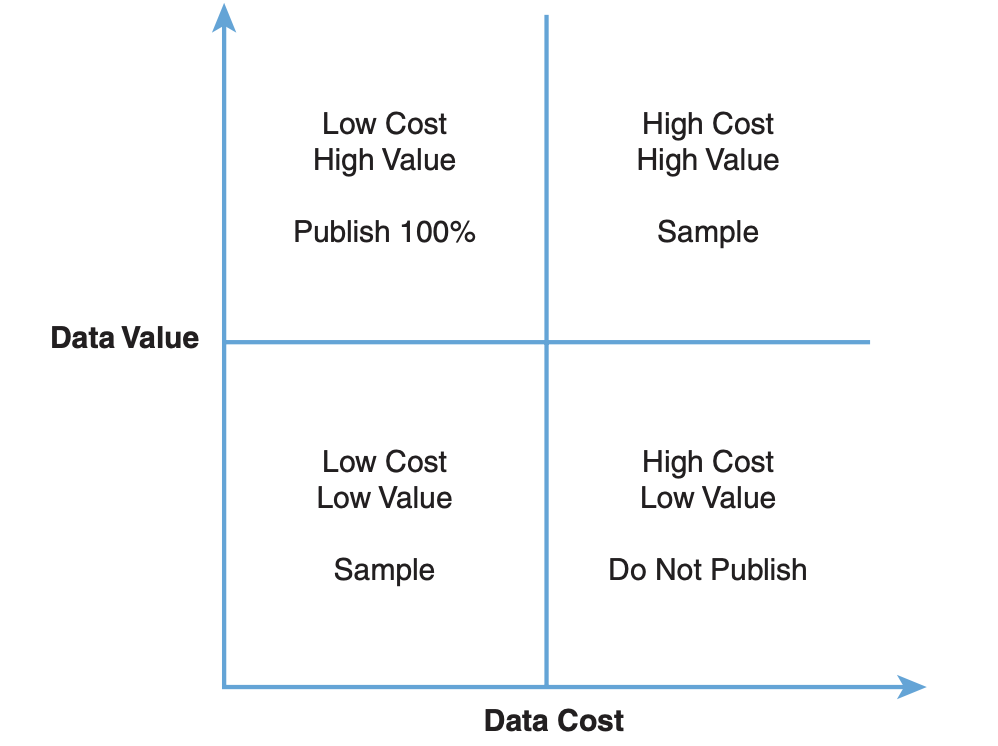 Low Cost
High Value
Publish 100%
High Cost
High Value
Sample
Data Value
Low Cost
Low Value
Sample
High Cost
Low Value
Do Not Publish
Data Cost